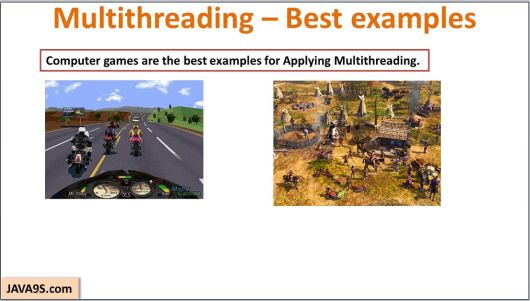 Multithreading – Best examples
Computer games are the best examples for Applying Multithreading.
JAVA9S.com